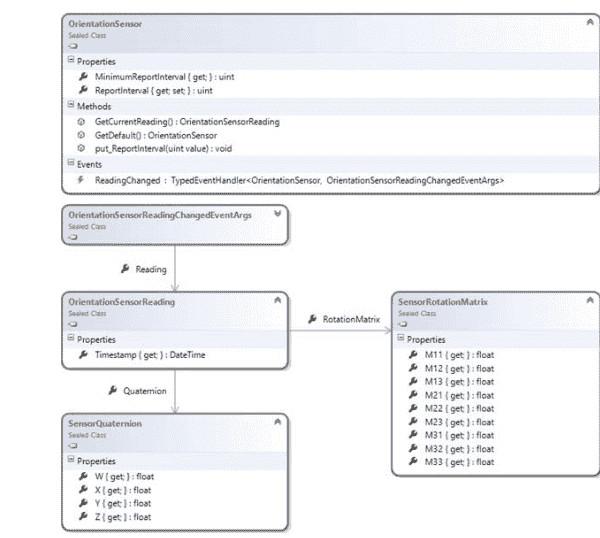 OrientationSensor
Sealed Class
Properties
MinimumReportInterval { get; } : uint
ReportInterval { get; set; } : uint
Methods
GetCurrentReading() : OrientationSensorReading
GetDefault() : OrientationSensor
put_ReportInterval(uint value) : void
Events
ReadingChanged : TypedEventHandler<OrientationSensor, OrientationSensorReadingChangedEventArgs>
OrientationSensorReadingChangedEventArgs
Sealed Class
Reading
OrientationSensorReading
Sealed Class
Properties
Timestamp { get; } : DateTime
RotationMatrix
SensorRotationMatrix
Sealed Class
Properties
M11 { get; } : float
M12 { get; } : float
M13 { get; } : float
M21 { get; } : float
M22 { get; } : float
M23 { get; } : float
M31 { get; } : float
M32 { get; } : float
M33 { get; } : float
Quaternion
SensorQuaternion
Sealed Class
Properties
W { get; } : float
X { get; } : float
Y { get; } : float
Z { get; } : float